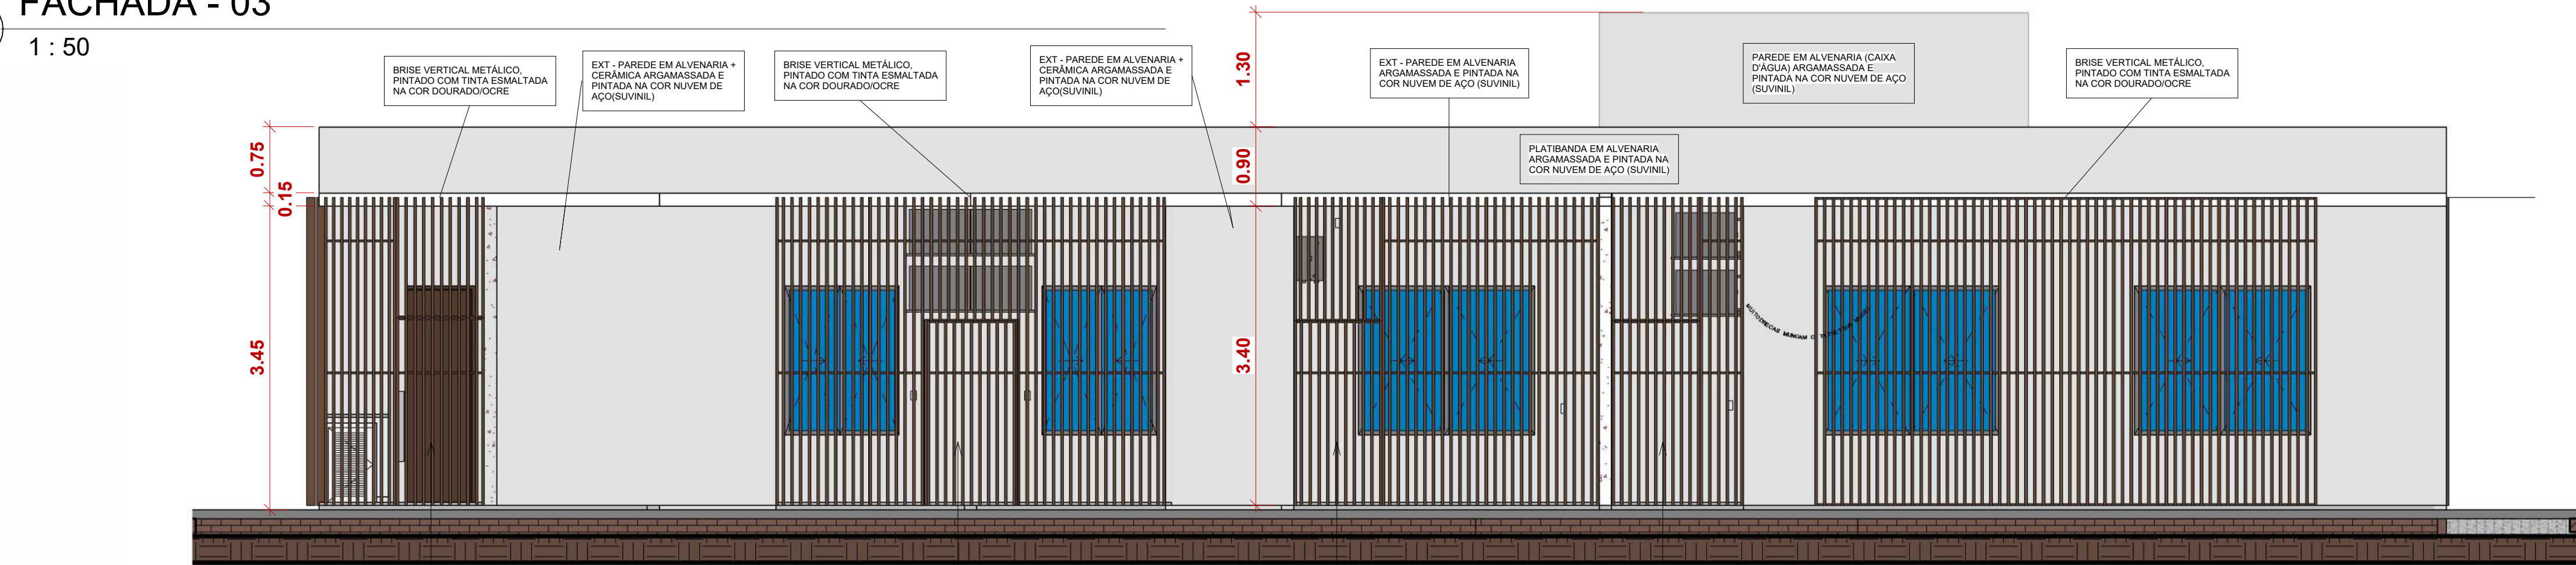 FACHADA - 03
1 : 50
BRISE VERTICAL METÁLICO,
PINTADO COM TINTA ESMALTADA
NA COR DOURADO/OCRE
EXT - PAREDE EM ALVENARIA +
CERÂMICA ARGAMASSADA E
PINTADA NA COR NUVEM DE
AÇO(SUVINIL)
BRISE VERTICAL METÁLICO,
PINTADO COM TINTA ESMALTADA
NA COR DOURADO/OCRE
EXT - PAREDE EM ALVENARIA +
CERÂMICA ARGAMASSADA E
PINTADA NA COR NUVEM DE
AÇO(SUVINIL)
EXT - PAREDE EM ALVENARIA
ARGAMASSADA E PINTADA NA
COR NUVEM DE AÇO (SUVINIL)
PAREDE EM ALVENARIA (CAIXA
D'ÁGUA) ARGAMASSADA E
PINTADA NA COR NUVEM DE AÇO
(SUVINIL)
BRISE VERTICAL METÁLICO,
PINTADO COM TINTA ESMALTADA
NA COR DOURADO/OCRE
PLATIBANDA EM ALVENARIA
ARGAMASSADA E PINTADA NA
COR NUVEM DE AÇO (SUVINIL)
0.75
0.15
3.45
1.30
0.90
3.40